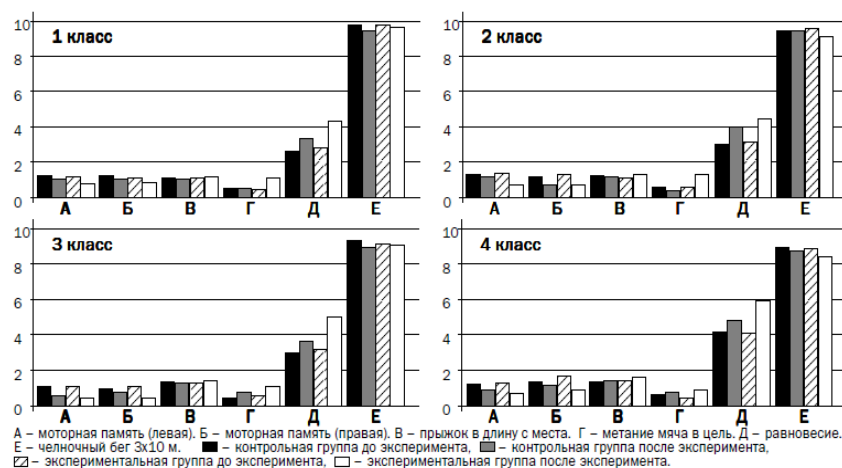 1 класс
10
8
6
4
2
0
А Б В Г Д Е
2 класс
10
8
6
4
2
0
А Б В Г Д Е
3 класс
10
8
6
4
2
0
А Б В Г Д Е
4 класс
10
8
6
4
2
0
А Б В Г Д Е
А – моторная память (левая). Б – моторная память (правая). В – прыжок в длину с места. Г – метание мяча в цель. Д – равновесие.
Е – челночный бег 3х10 м. – контрольная группа до эксперимента, – контрольная группа после эксперимента,
– экспериментальная группа до эксперимента, – экспериментальная группа после эксперимента.